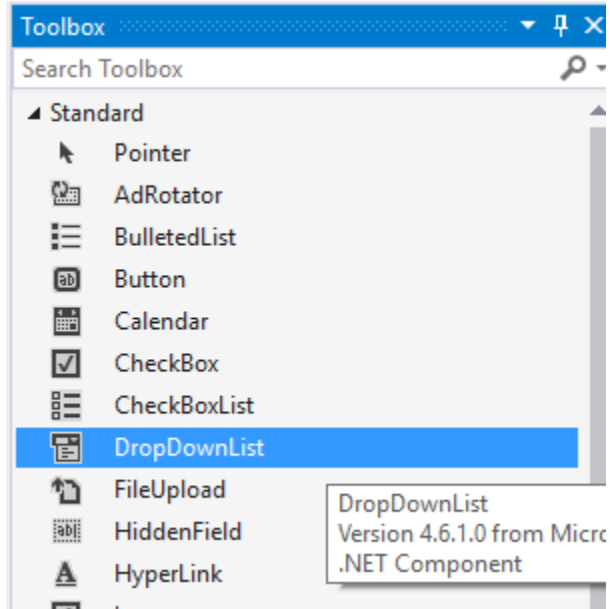 Toolbox
Search Toolbox
Standard
Pointer
AdRotator
BulletedList
Button
Calendar
CheckBox
CheckBoxList
DropDownList
FileUpload
HiddenField
HyperLink
DropDownList
Version 4.6.1.0 from Micro
.NET Component